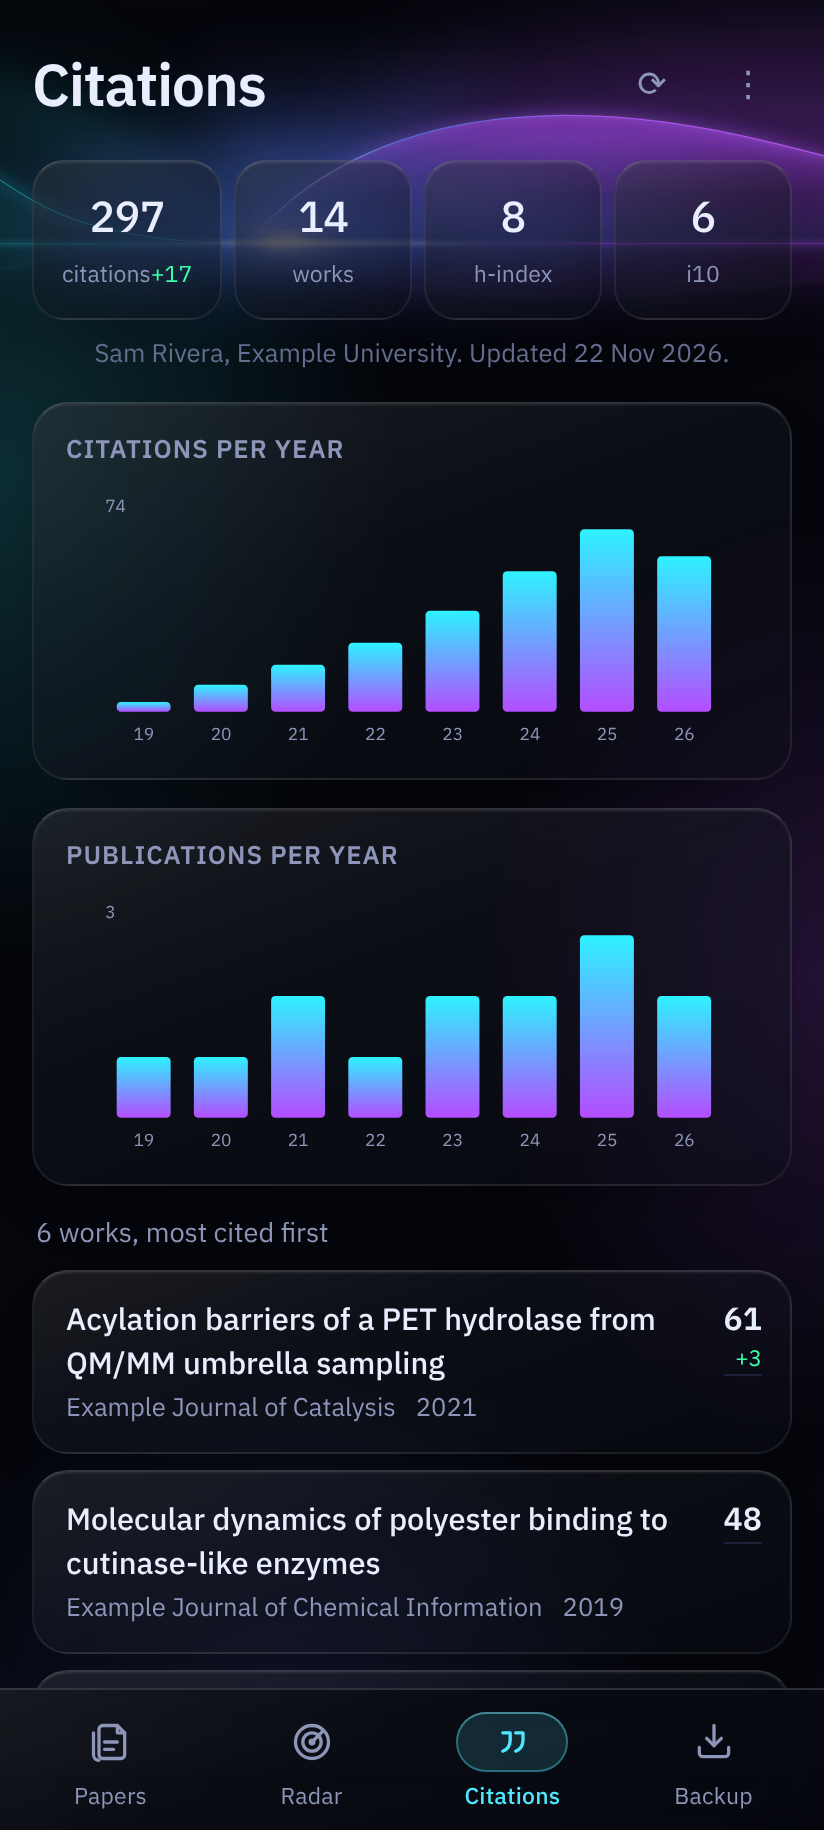 Citations
297
citations+17
14
works
8
h-index
6
i10
Sam Rivera, Example University. Updated 22 Nov 2026.
CITATIONS PER YEAR
74
19 20 21 22 23 24 25 26
PUBLICATIONS PER YEAR
3
19 20 21 22 23 24 25 26
6 works, most cited first
Acylation barriers of a PET hydrolase from
QM/MM umbrella sampling
61
+3
Example Journal of Catalysis 2021
Molecular dynamics of polyester binding to
cutinase-like enzymes
48
Example Journal of Chemical Information 2019
Papers
Radar
Citations
Backup